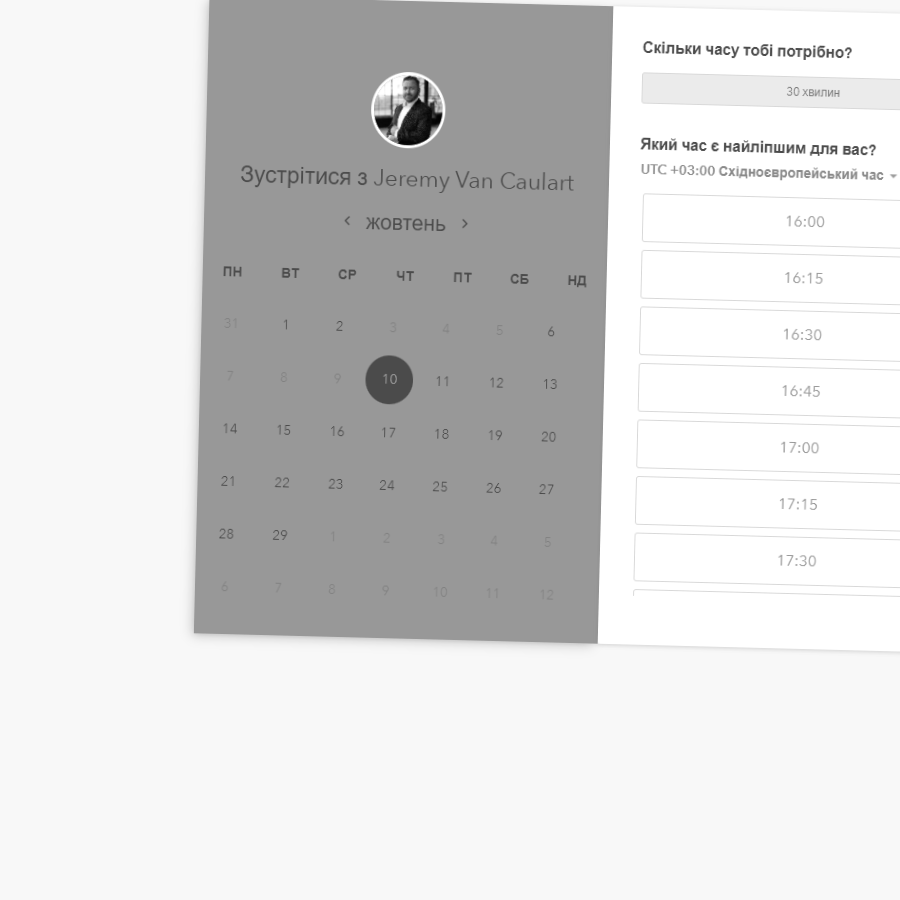 Зустрітися з Jeremy Van Caulart
жовтень
ПН ВТ СР ЧТ ПТ СБ НД
31 1 2 3 4 5 6
7 8 9 10 11 12 13
14 15 16 17 18 19 20
21 22 23 24 25 26 27
28 29 1 2 3 4 5
6 7 8 9 10 11 12
Скільки часу тобі потрібно?
30 хвилин
Який час є найліпшим для вас?
UTC +03:00 Східноєвропейський час
16:00
16:15
16:30
16:45
17:00
17:15
17:30